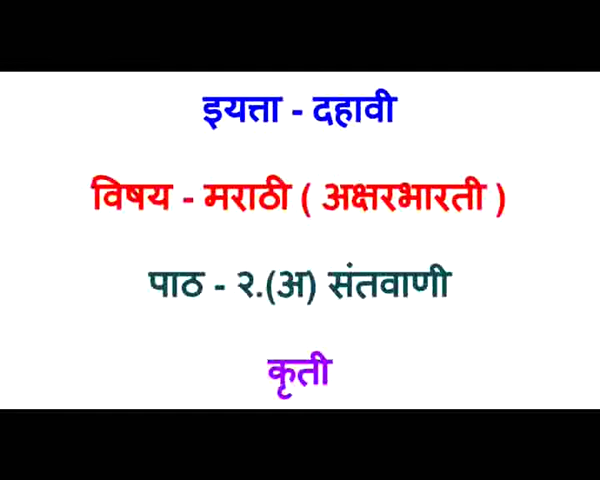 इयत्ता - दहावी
विषय - मराठी ( अक्षरभारती )
पाठ - २.(अ) संतवाणी
कृती